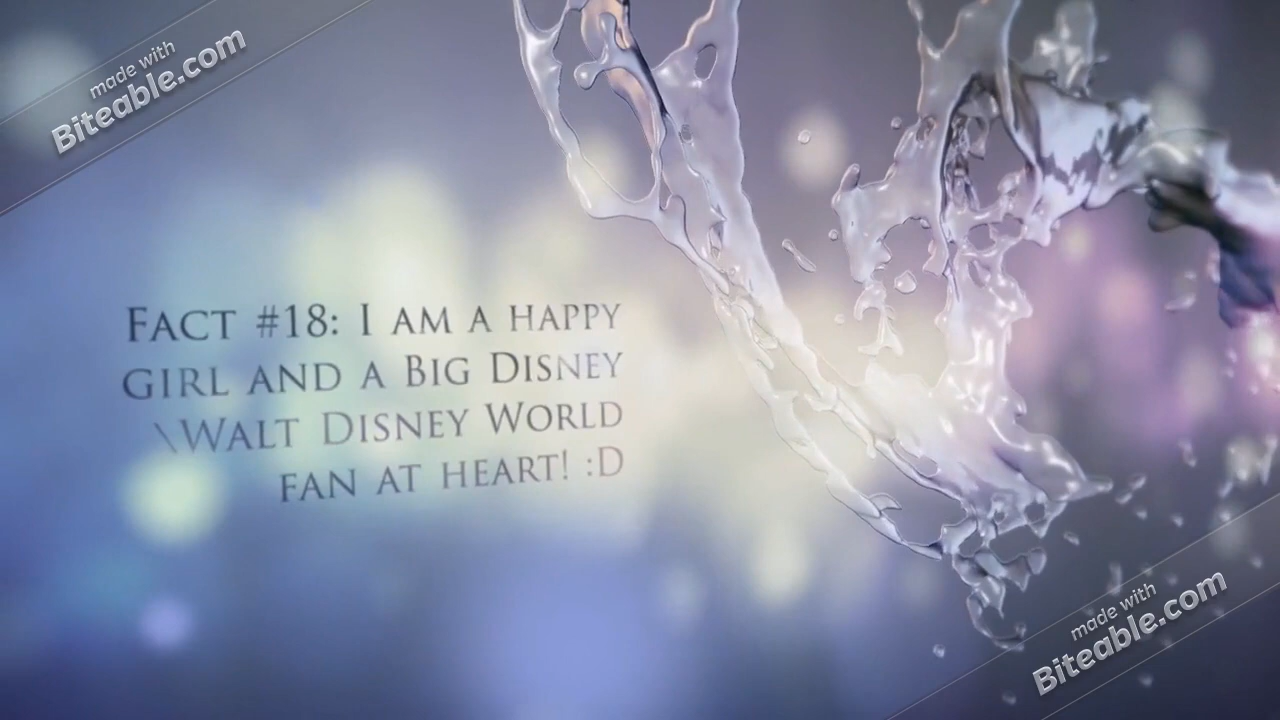 made with
Biteable.com
Fact #18: I am a happy
girl and a Big Disney
\Walt Disney World
fan at heart! :D
made with
Biteable.com